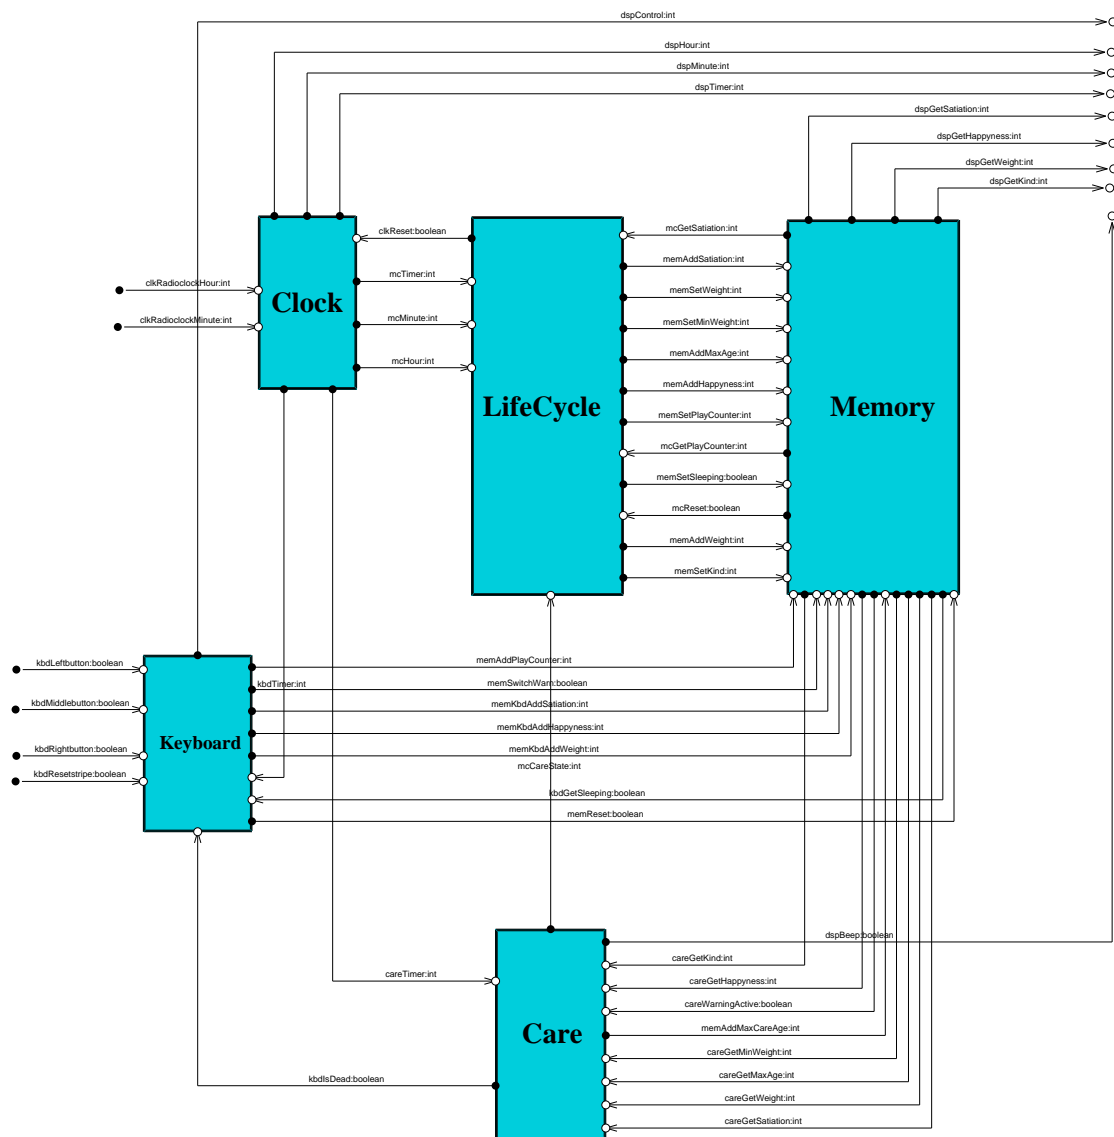 dspControl:int
dspHour:int
dspMinute:int
dspTimer:int
dspGetSatiation:int
dspGetHappyness:int
dspGetWeight:int
dspGetKind:int
clkReset:boolean
mcTimer:int
mcMinute:int
mcHour:int
clkRadioclockHour:int
clkRadioclockMinute:int
Clock
LifeCycle
Memory
mcGetSatiation:int
memAddSatiation:int
memSetWeight:int
memSetMinWeight:int
memAddMaxAge:int
memAddHappyness:int
memSetPlayCounter:int
mcGetPlayCounter:int
memSetSleeping:boolean
mcReset:boolean
memAddWeight:int
memSetKind:int
kbdLeftbutton:boolean
kbdMiddlebutton:boolean
kbdRightbutton:boolean
kbdResetstripe:boolean
Keyboard
memAddPlayCounter:int
kbdTimer:int
memSwitchWarn:boolean
memKbdAddSatiation:int
memKbdAddHappyness:int
memKbdAddWeight:int
mcCareState:int
kbdGetSleeping:boolean
memReset:boolean
dspBeep:boolean
careGetKind:int
careTimer:int
careGetHappyness:int
careWarningActive:boolean
Care
memAddMaxCareAge:int
careGetMinWeight:int
kbdIsDead:boolean
careGetMaxAge:int
careGetWeight:int
careGetSatiation:int